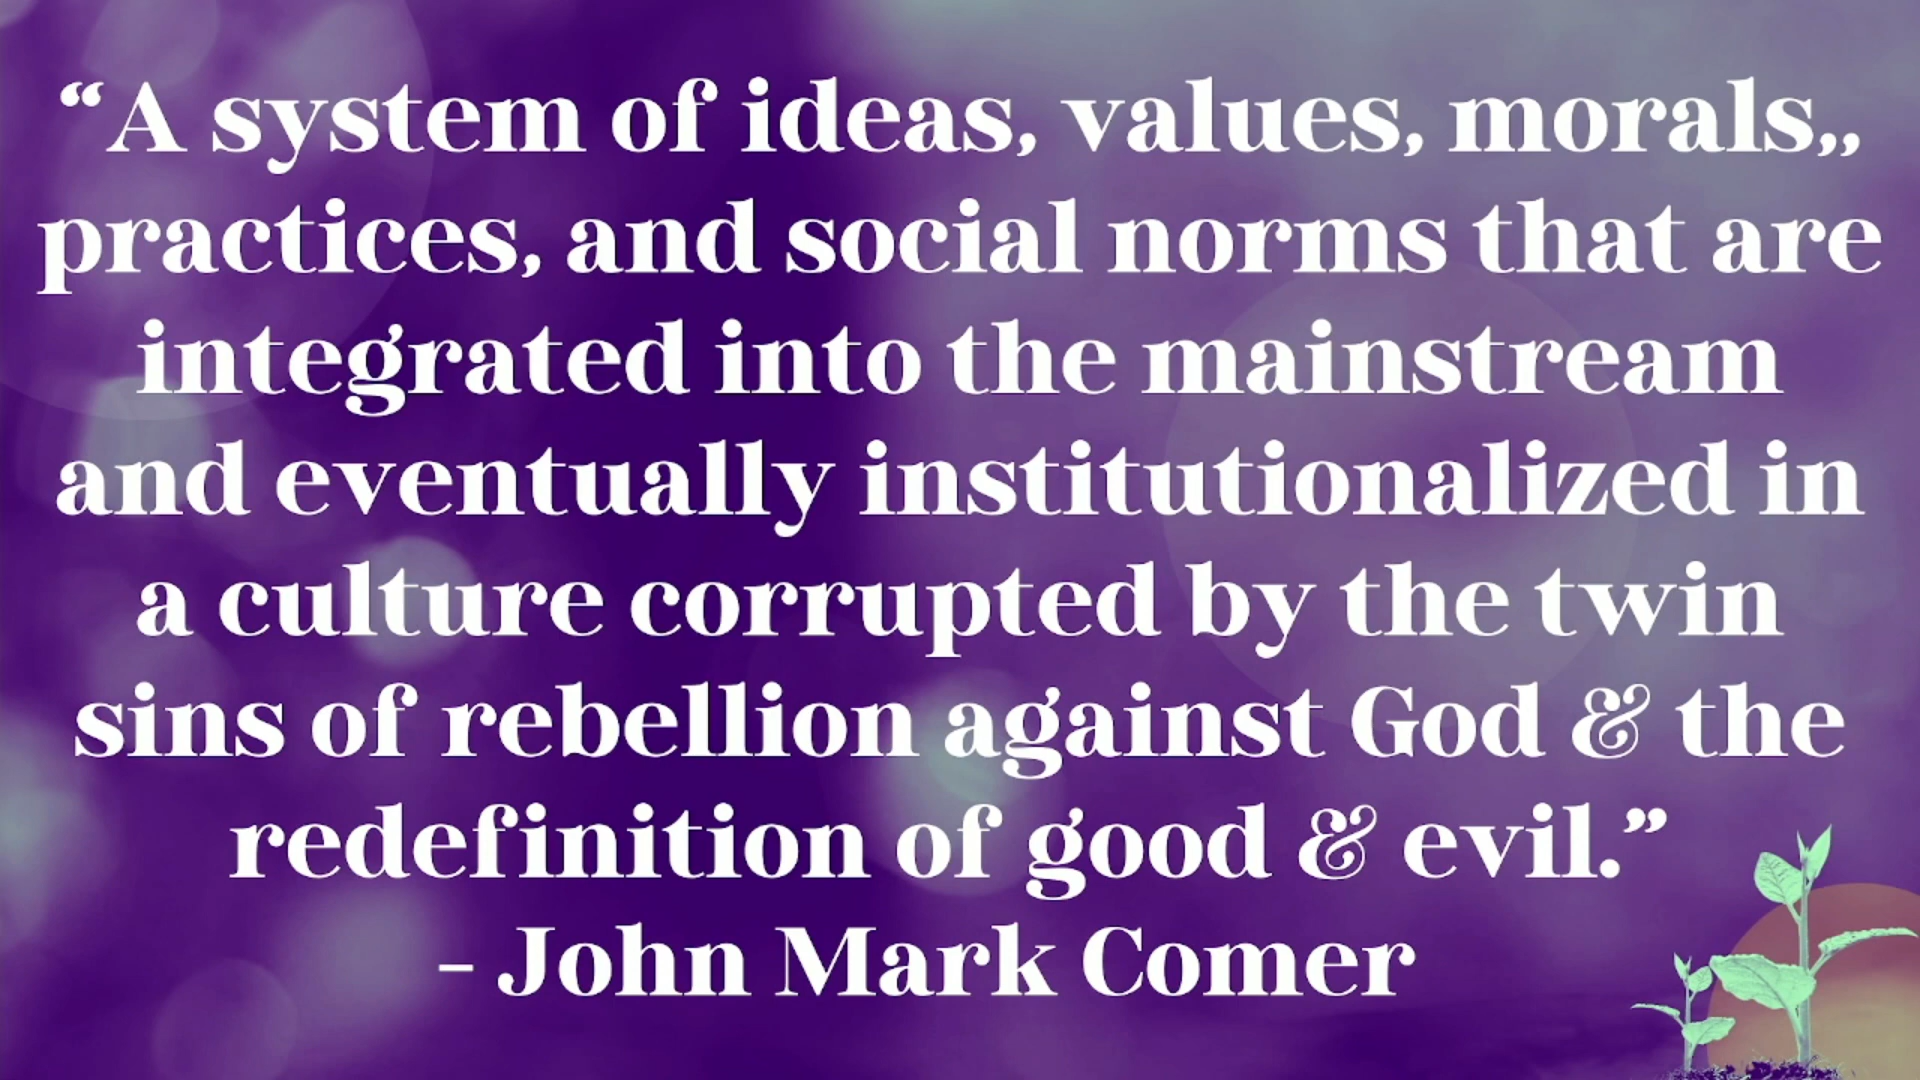 “A system of ideas, values, morals,,
practices, and social norms that are
integrated into the mainstream
and eventually institutionalized in
a culture corrupted by the twin
sins of rebellion against God & the
redefinition of good & evil.”
- John Mark Comer